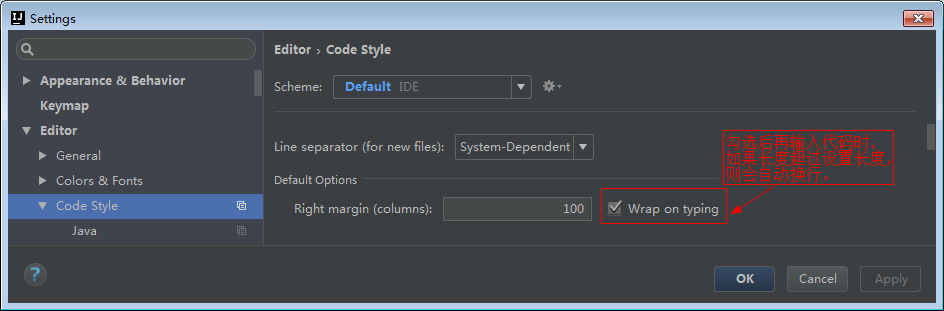 Settings
Editor › Code Style
Appearance & Behavior
Scheme: Default IDE
Keymap
Editor
General
Line separator (for new files): System-Dependent
勾选后再输入代码时,
如果长度超过设置长度,
则会自动换行。
Colors & Fonts
Default Options
Code Style
Right margin (columns): 100 Wrap on typing
Java
? OK Cancel Apply